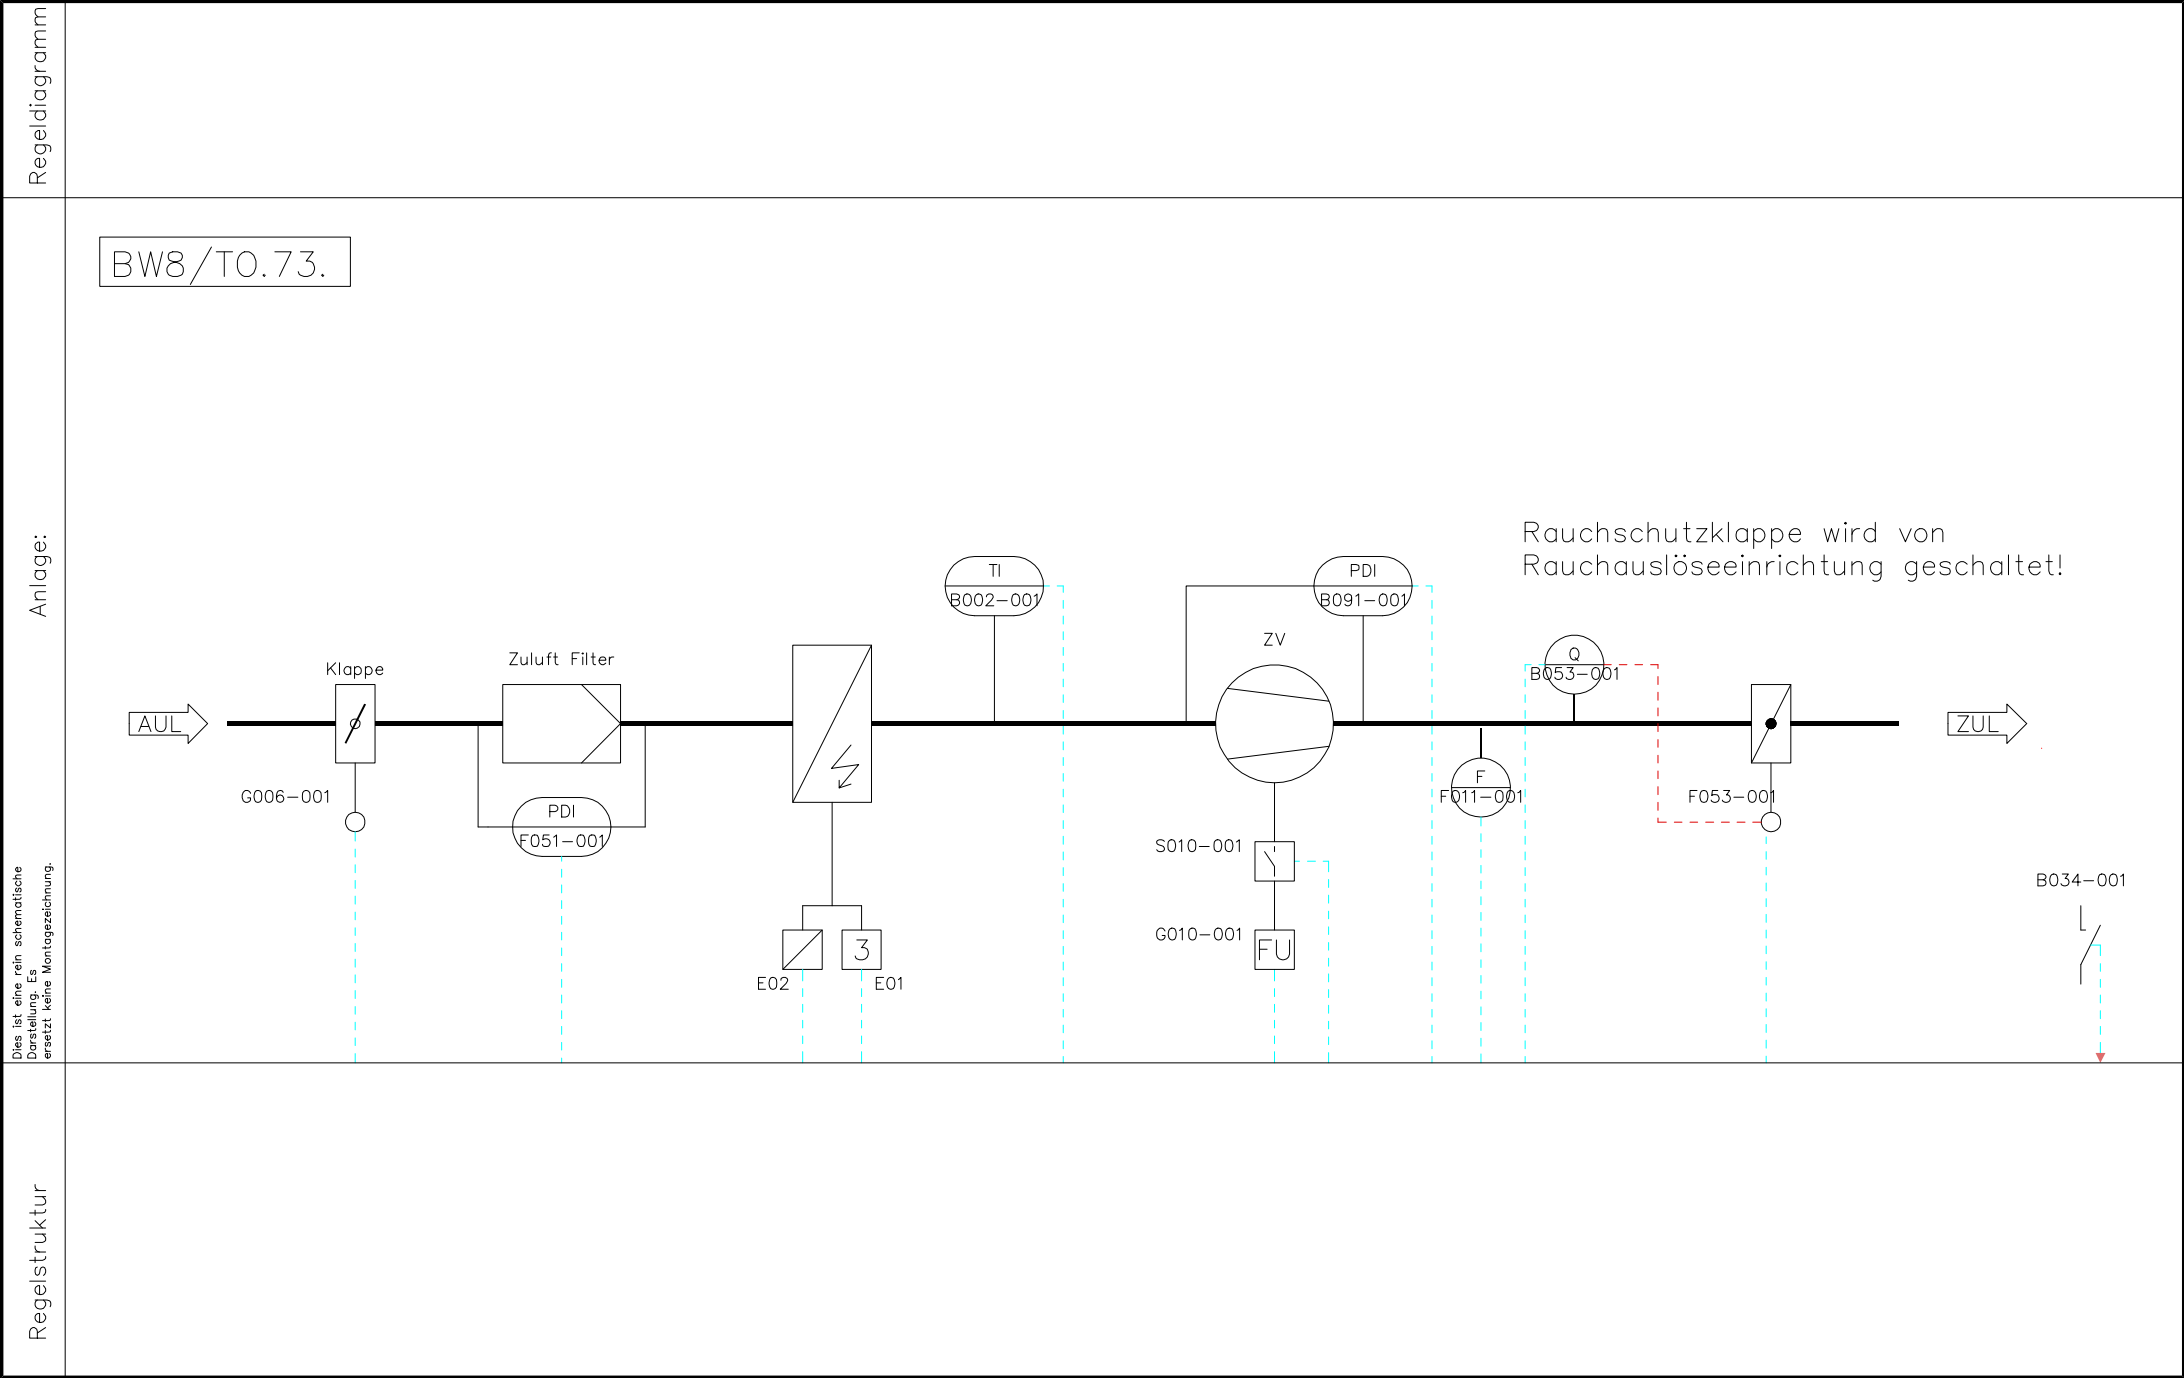 Regeldiagramm
BW8/TO.73.
Anlage:
Rauchschutzklappe wird von
Rauchauslöseeinrichtung geschaltet!
TI
B002-001
PDI
B091-001
ZV
Q
B053-001
Zuluft Filter
Klappe
AUL
ZUL
G006-001
PDI
F051-001
F
F011-001
F053-001
S010-001
B034-001
G010-001
FU
3
E02
E01
Dies ist eine rein schematische
Darstellung. Es
ersetzt keine Montagezeichnung.
Regelstruktur